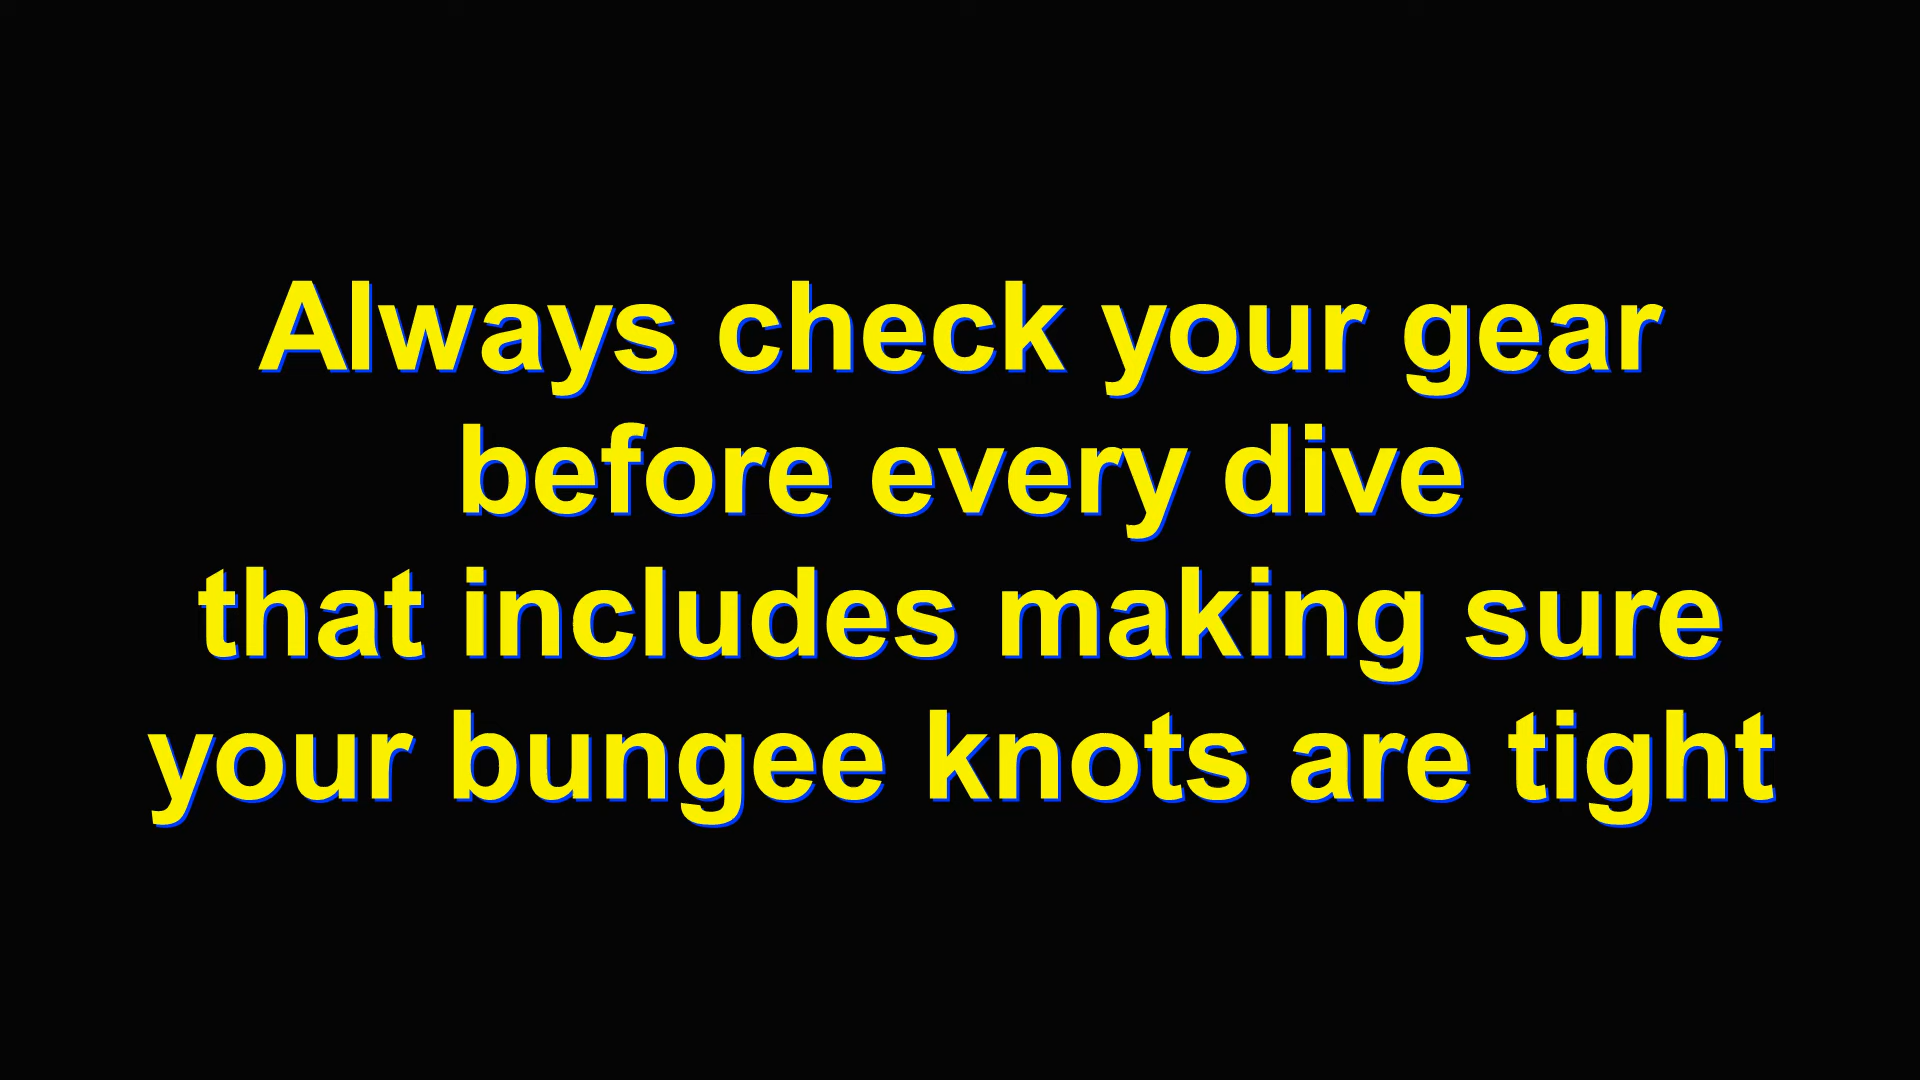 Always check your gear
before every dive
that includes making sure
your bungee knots are tight